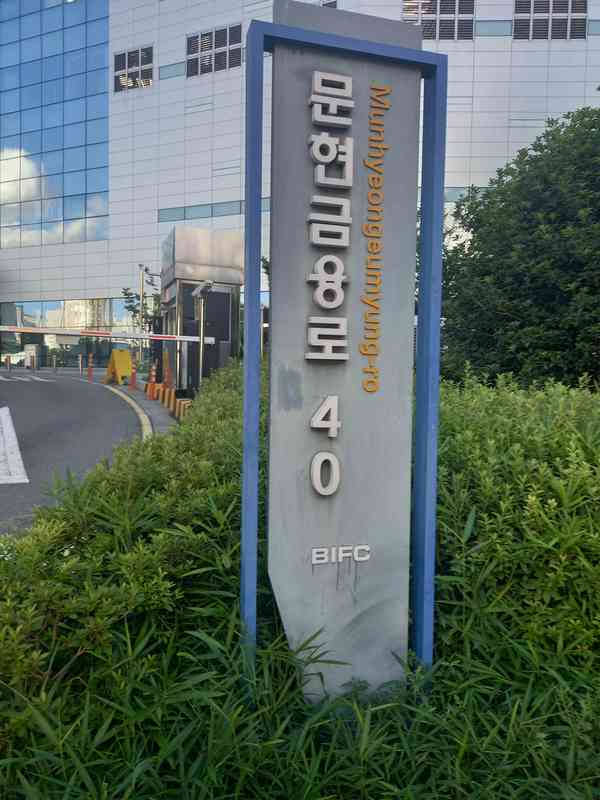 문현금융로
Munhyeongeumyung-ro
40
BIFC